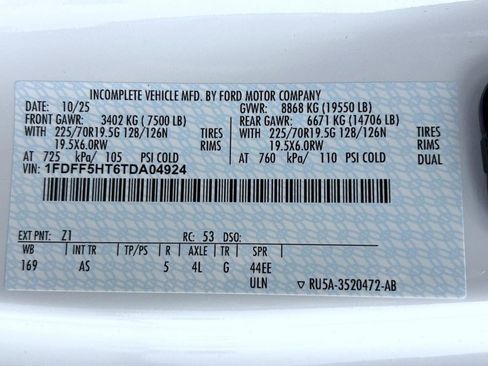 INCOMPLETE VEHICLE MFD. BY FORD MOTOR COMPANY
DATE: 10/25 GVWR: 8868 KG (19550 LB)
FRONT GAWR: 3402 KG (7500 LB) REAR GAWR: 6671 KG (14706 LB)
WITH 225/70R19.5G 128/126N TIRES WITH 225/70R19.5G 128/126N TIRES
19.5X6.0RW RIMS 19.5X6.0RW RIMS
AT 725 kPa/ 105 PSI COLD AT 760 kPa/ 110 PSI COLD DUAL
VIN: 1FDFF5HT6TDA04924
EXT PNT: Z1 RC: 53 DSO:
WB INT TR TP/PS R AXLE TR SPR
169 AS 5 4L G 44EE
ULN ▽ RU5A-3520472-AB